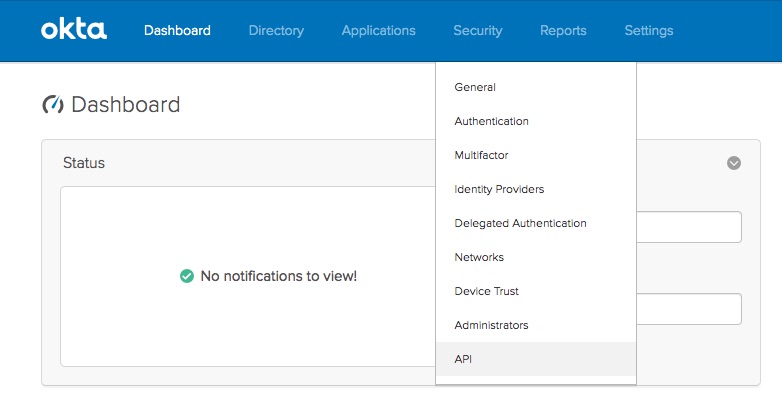 okta Dashboard Directory Applications Security Reports Settings
Dashboard
Status
No notifications to view!
General
Authentication
Multifactor
Identity Providers
Delegated Authentication
Networks
Device Trust
Administrators
API